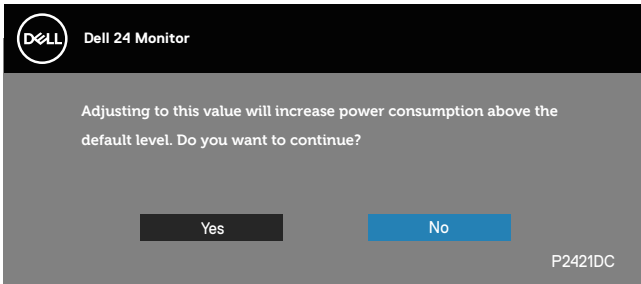 DELL
Dell 24 Monitor
Adjusting to this value will increase power consumption above the
default level. Do you want to continue?
Yes
No
P2421DC